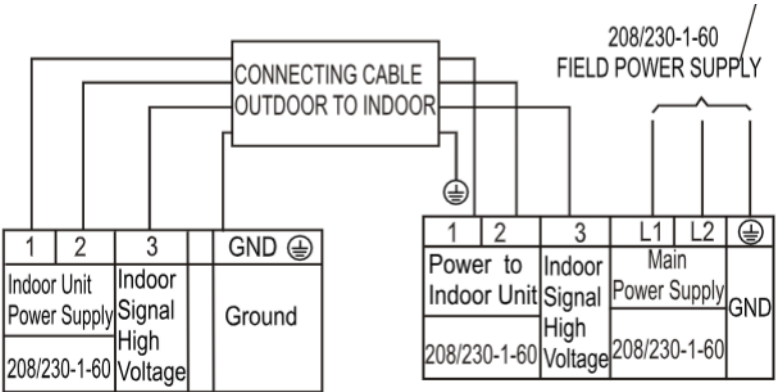 208/230-1-60
FIELD POWER SUPPLY
CONNECTING CABLE
OUTDOOR TO INDOOR
1 2 3 GND
Indoor Unit
Power Supply
208/230-1-60
Indoor
Signal
High
Voltage
Ground
1 2 3 L1 L2
Power to
Indoor Unit
208/230-1-60
Indoor
Signal
High
Voltage
Main
Power Supply
208/230-1-60
GND